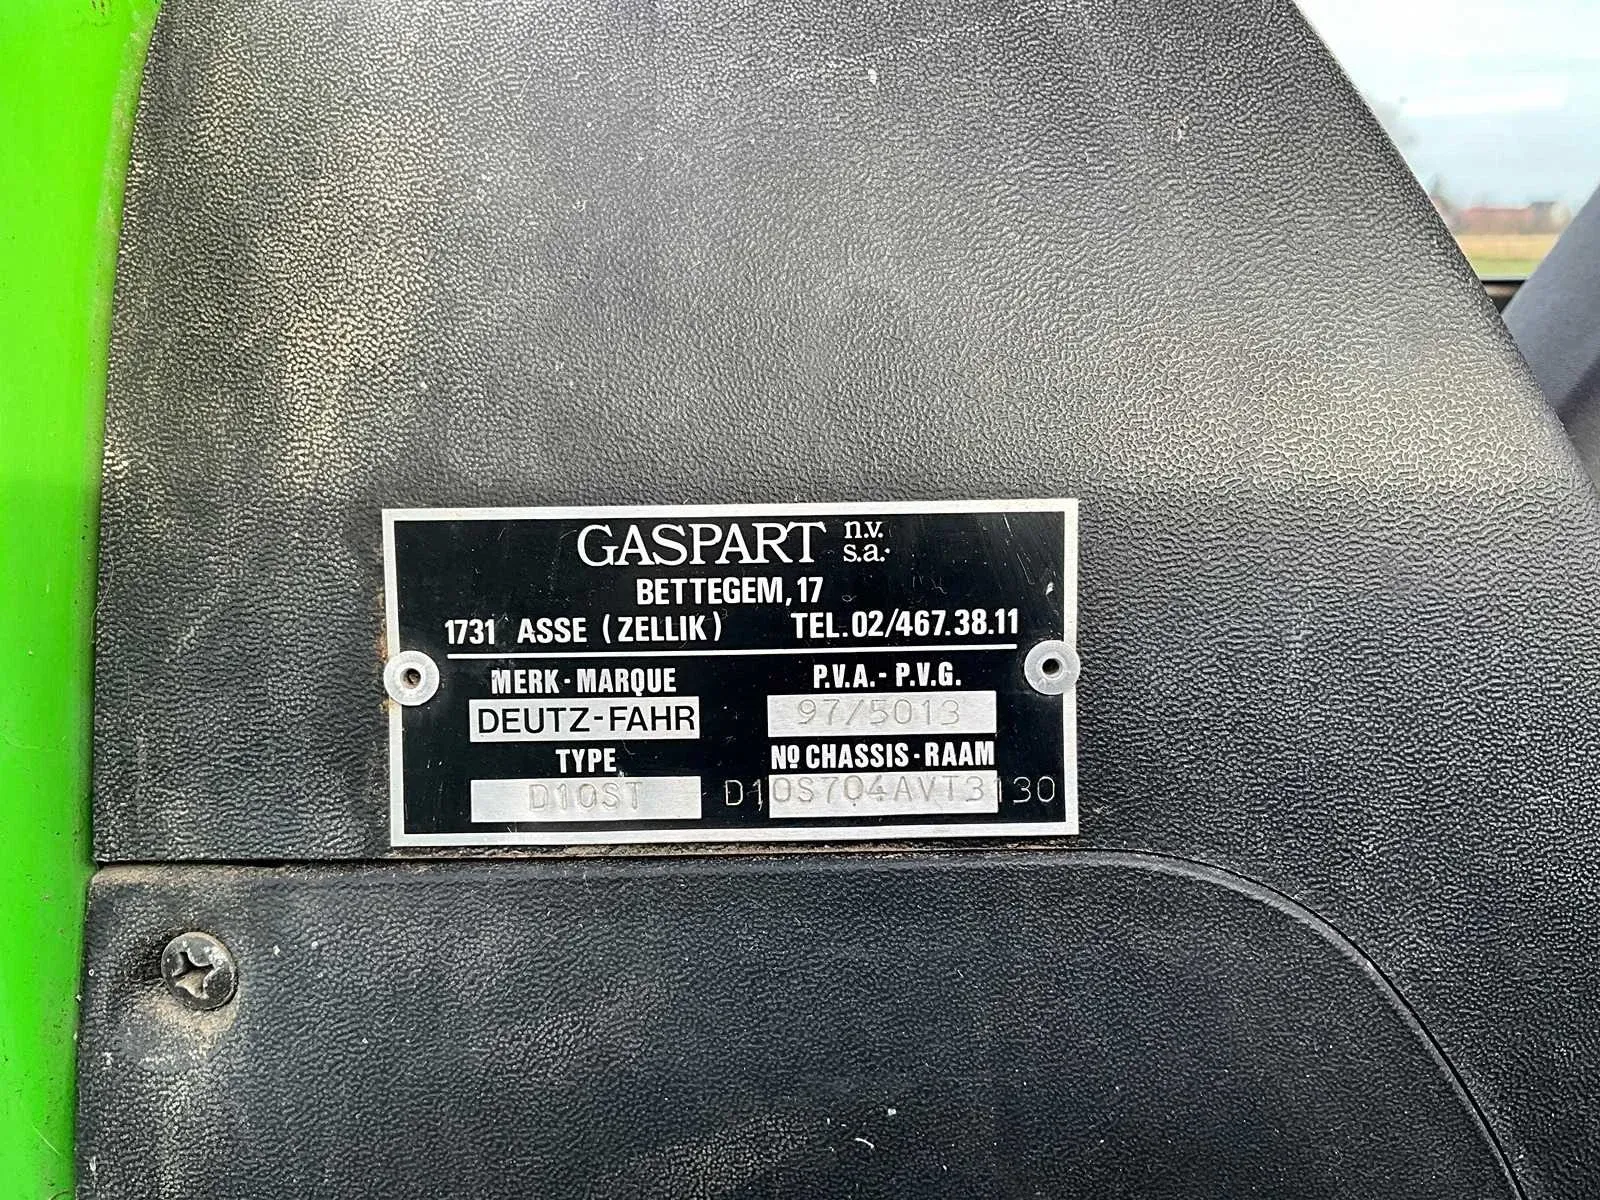 GASPART n.v. s.a.
BETTEGEM, 17
1731 ASSE (ZELLIK) TEL. 02/467.38.11
MERK - MARQUE P.V.A. - P.V.G.
DEUTZ-FAHR 97/5013
TYPE Nº CHASSIS - RAAM
D10ST D10S704AVT3130